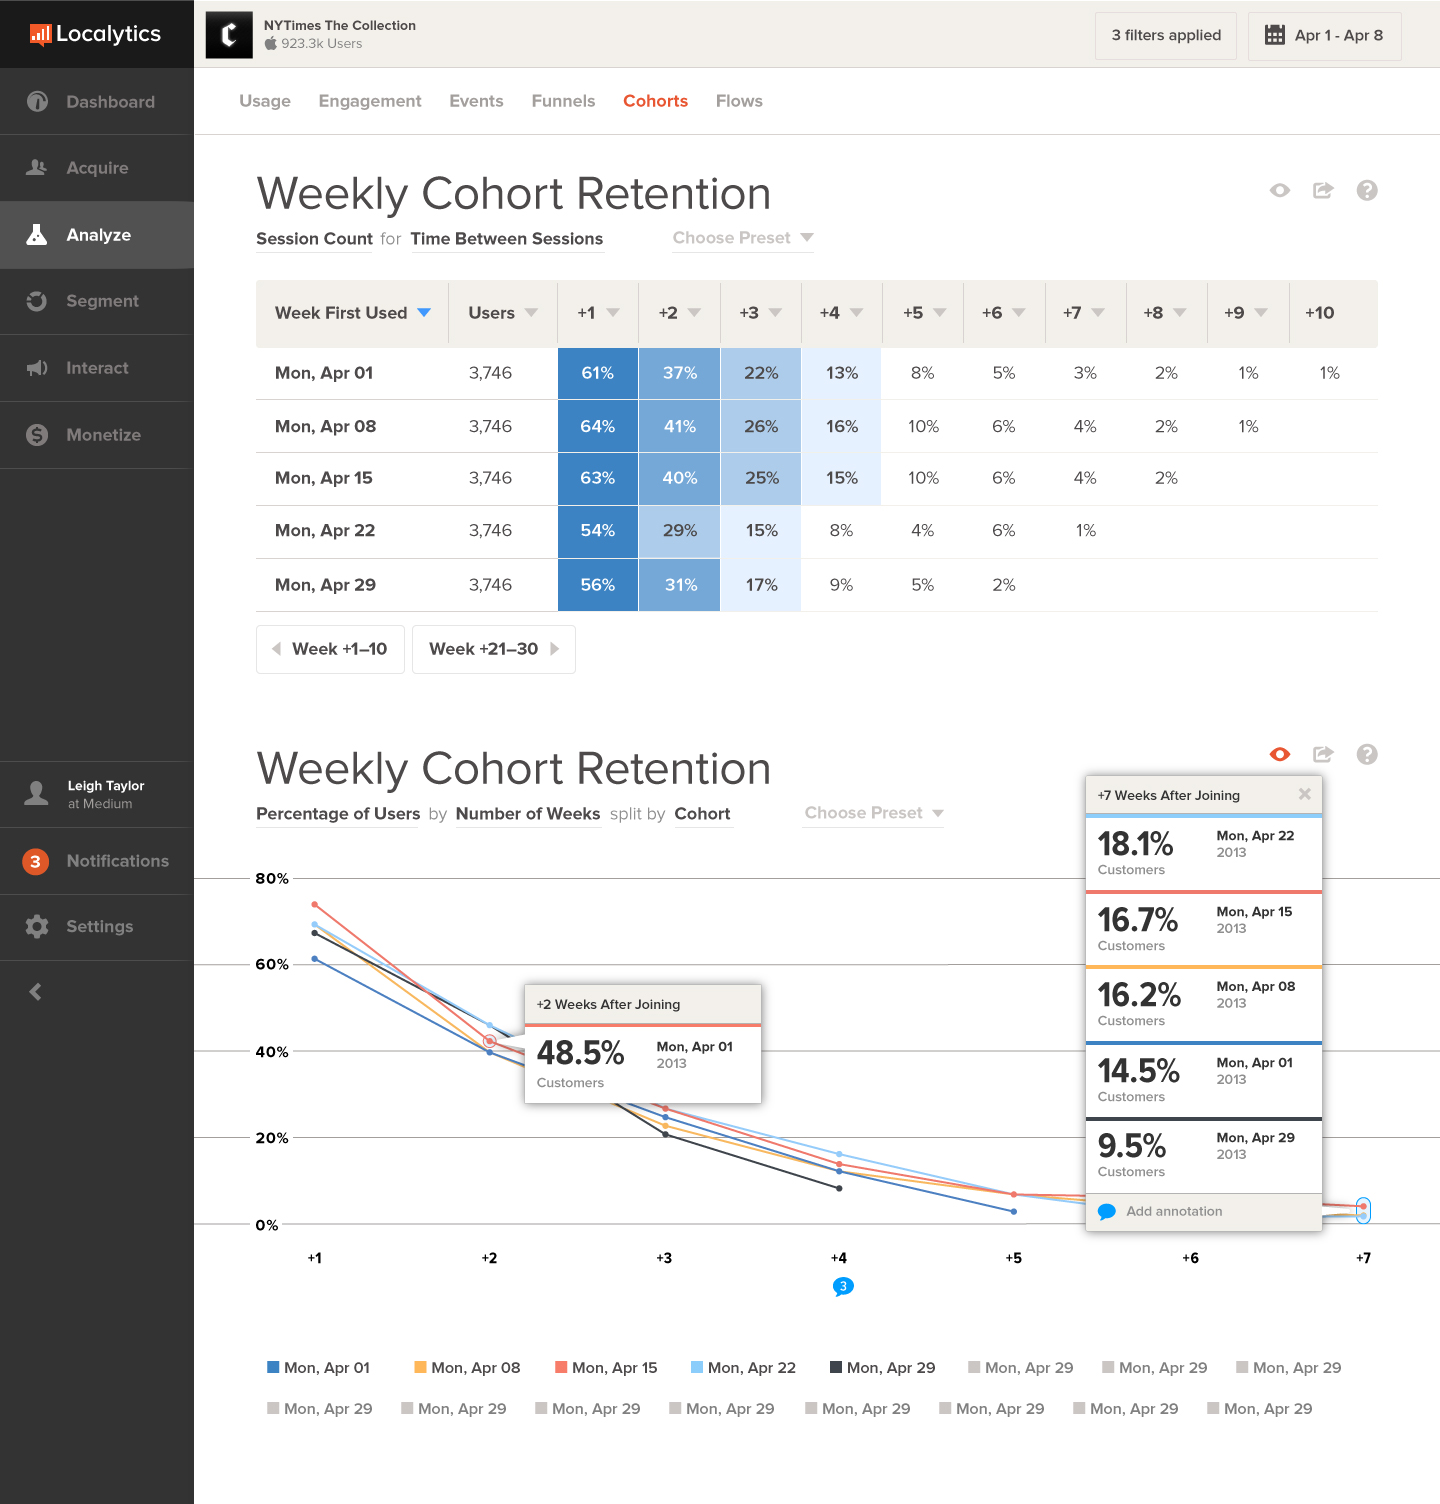 Localytics
NYTimes The Collection
923.3k Users
3 filters applied
Apr 1 - Apr 8
Dashboard
Acquire
Analyze
Segment
Interact
Monetize
Leigh Taylor
at Medium
3 Notifications
Settings
Usage Engagement Events Funnels Cohorts Flows
Weekly Cohort Retention
Session Count for Time Between Sessions Choose Preset
Week First Used Users +1 +2 +3 +4 +5 +6 +7 +8 +9 +10
Mon, Apr 01 3,746 61% 37% 22% 13% 8% 5% 3% 2% 1% 1%
Mon, Apr 08 3,746 64% 41% 26% 16% 10% 6% 4% 2% 1%
Mon, Apr 15 3,746 63% 40% 25% 15% 10% 6% 4% 2%
Mon, Apr 22 3,746 54% 29% 15% 8% 4% 6% 1%
Mon, Apr 29 3,746 56% 31% 17% 9% 5% 2%
Week +1–10 Week +21–30
Weekly Cohort Retention
Percentage of Users by Number of Weeks split by Cohort Choose Preset
80%
60%
40%
20%
0%
+2 Weeks After Joining
48.5% Mon, Apr 01
2013
Customers
+7 Weeks After Joining
18.1% Mon, Apr 22
2013
Customers
16.7% Mon, Apr 15
2013
Customers
16.2% Mon, Apr 08
2013
Customers
14.5% Mon, Apr 01
2013
Customers
9.5% Mon, Apr 29
2013
Customers
Add annotation
+1 +2 +3 +4 +5 +6 +7
3
Mon, Apr 01 Mon, Apr 08 Mon, Apr 15 Mon, Apr 22 Mon, Apr 29 Mon, Apr 29 Mon, Apr 29 Mon, Apr 29
Mon, Apr 29 Mon, Apr 29 Mon, Apr 29 Mon, Apr 29 Mon, Apr 29 Mon, Apr 29 Mon, Apr 29 Mon, Apr 29